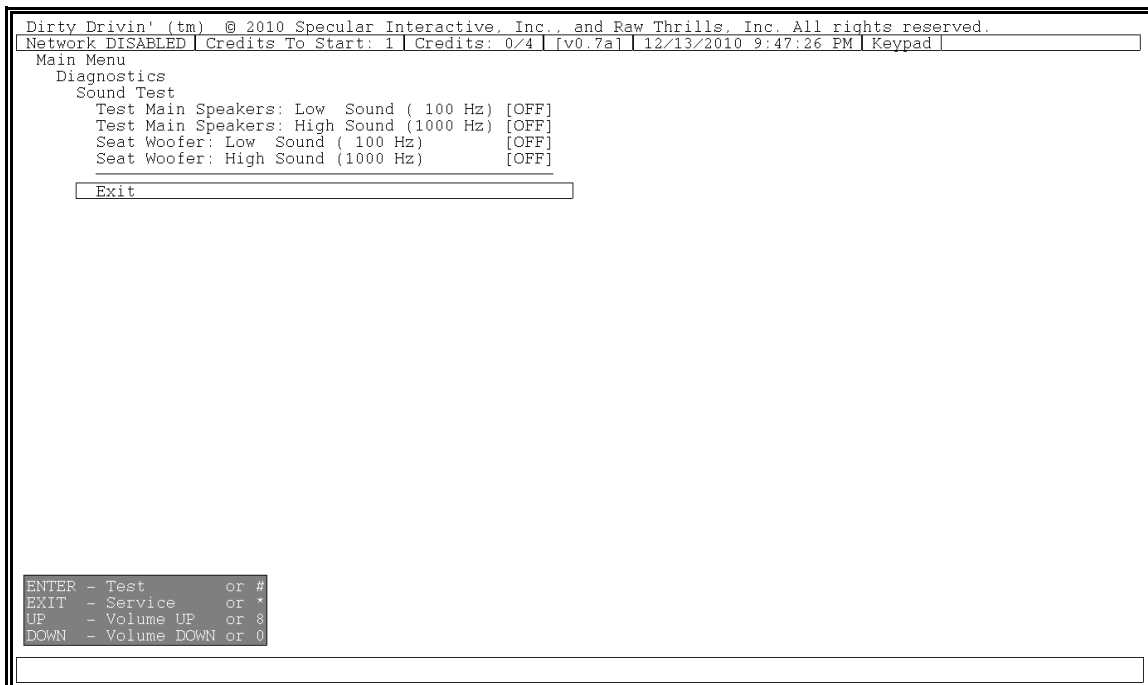 Dirty Drivin' (tm)  © 2010 Specular Interactive, Inc., and Raw Thrills, Inc. All rights reserved.
Network DISABLED | Credits To Start: 1 | Credits: 0/4 | [v0.7a] | 12/13/2010 9:47:26 PM | Keypad |
Main Menu
Diagnostics
Sound Test
Test Main Speakers: Low  Sound ( 100 Hz) [OFF]
Test Main Speakers: High Sound (1000 Hz) [OFF]
Seat Woofer: Low  Sound ( 100 Hz)        [OFF]
Seat Woofer: High Sound (1000 Hz)        [OFF]
Exit
ENTER - Test        or #
EXIT  - Service     or *
UP    - Volume UP   or 8
DOWN  - Volume DOWN or 0